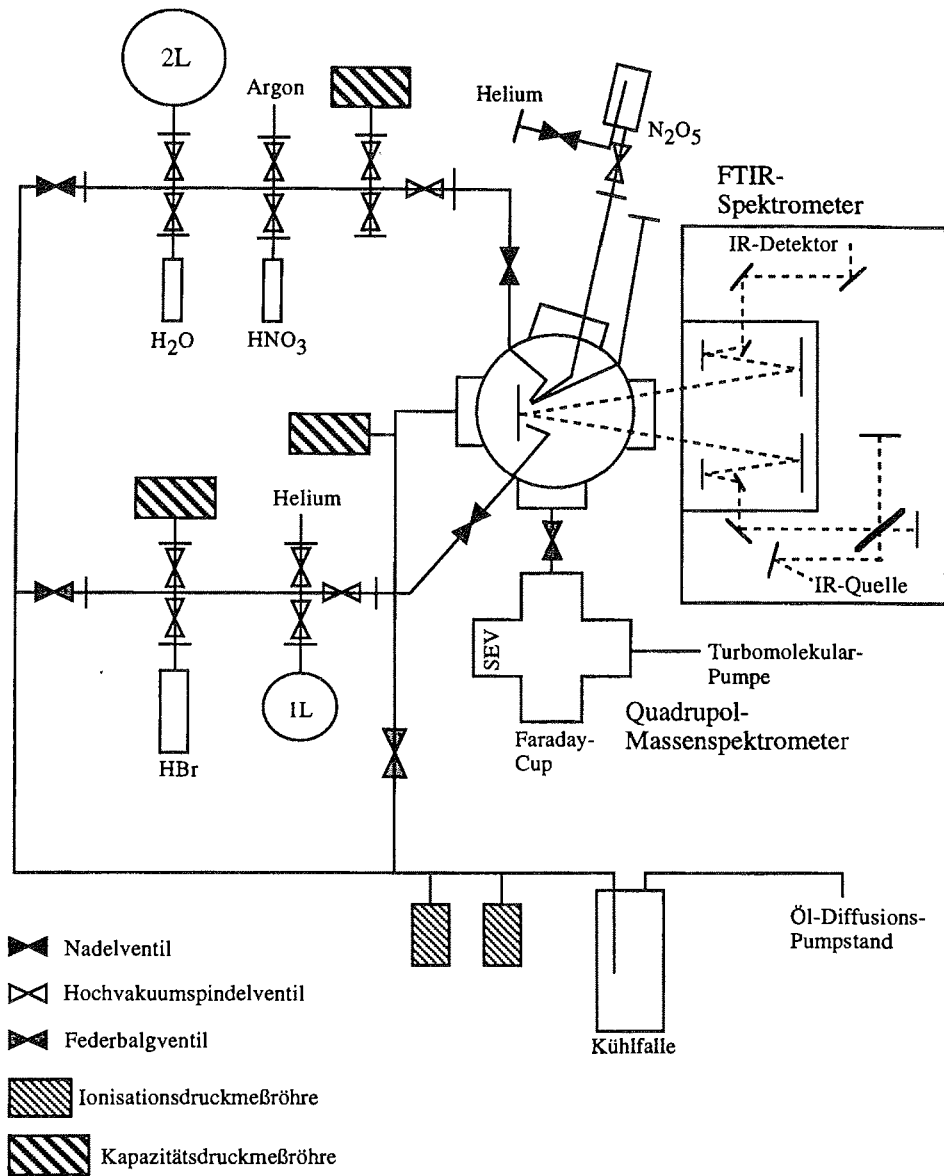 2L
Argon
Helium
N2O5
FTIR-
Spektrometer
IR-Detektor
H2O
HNO3
Helium
IR-Quelle
SEV
Turbomolekular-
Pumpe
1L
Quadrupol-
Massenspektrometer
Faraday-
Cup
HBr
Öl-Diffusions-
Pumpstand
Nadelventil
Hochvakuumspindelventil
Federbalgventil
Kühlfalle
Ionisationsdruckmeßröhre
Kapazitätsdruckmeßröhre